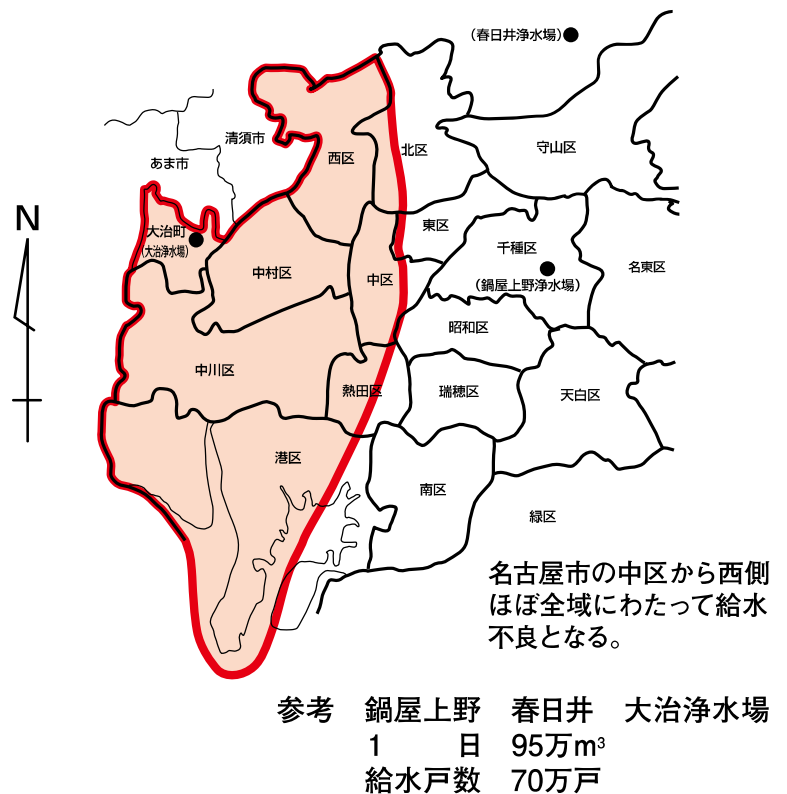 （春日井浄水場）
清須市
西区
北区
守山区
あま市
N
大治町
（大治浄水場）
東区
千種区
（鍋屋上野浄水場）
名東区
中村区
中区
昭和区
中川区
熱田区
瑞穂区
天白区
港区
南区
緑区
名古屋市の中区から西側
ほぼ全域にわたって給水
不良となる。
参考　鍋屋上野　春日井　大治浄水場
1　日　95万m³
給水戸数　70万戸